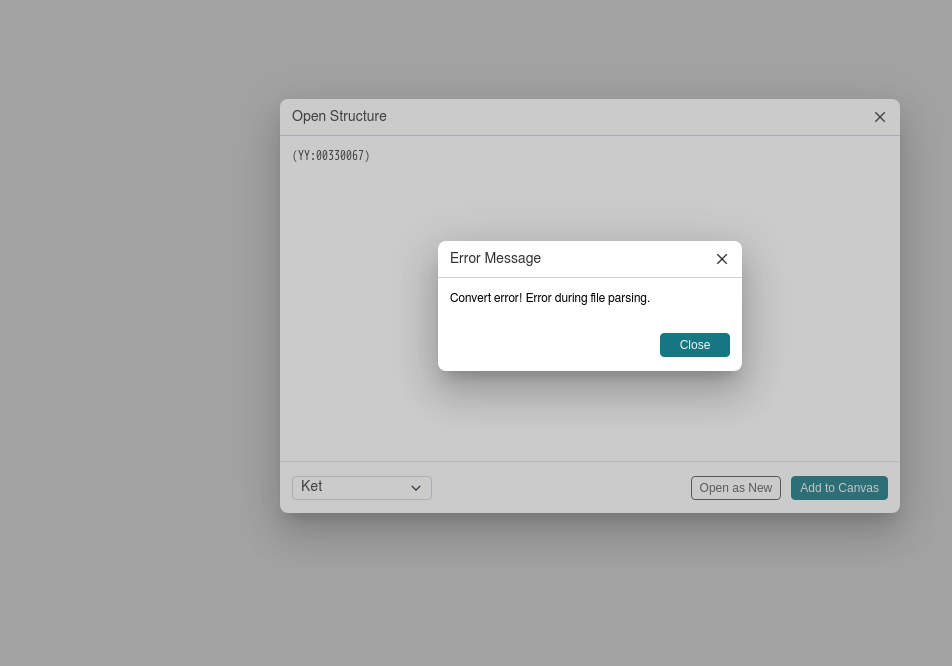 Open Structure
(YY:00330067)
Error Message
Convert error! Error during file parsing.
Close
Ket
Open as New
Add to Canvas